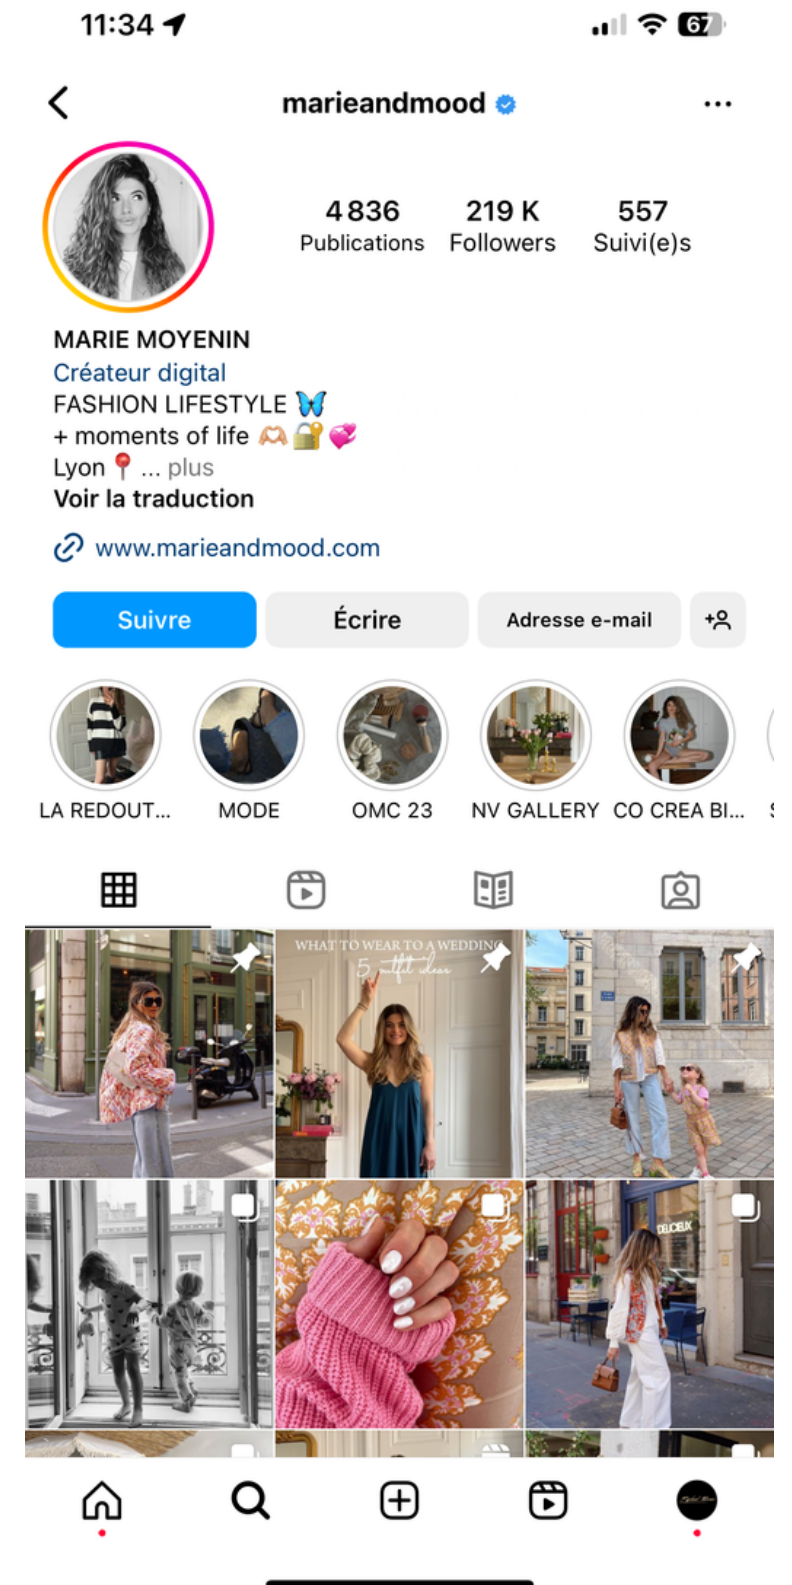 11:34
67
marieandmood
4 836 219 K 557
Publications Followers Suivi(e)s
MARIE MOYENIN
Créateur digital
FASHION LIFESTYLE 🦋
+ moments of life 🫶🏼🔐💞
Lyon 📍 ... plus
Voir la traduction
www.marieandmood.com
Suivre Écrire Adresse e-mail
LA REDOUT... MODE OMC 23 NV GALLERY CO CREA BI...
WHAT TO WEAR TO A WEDDING
5 outfit ideas
DELICIEUX